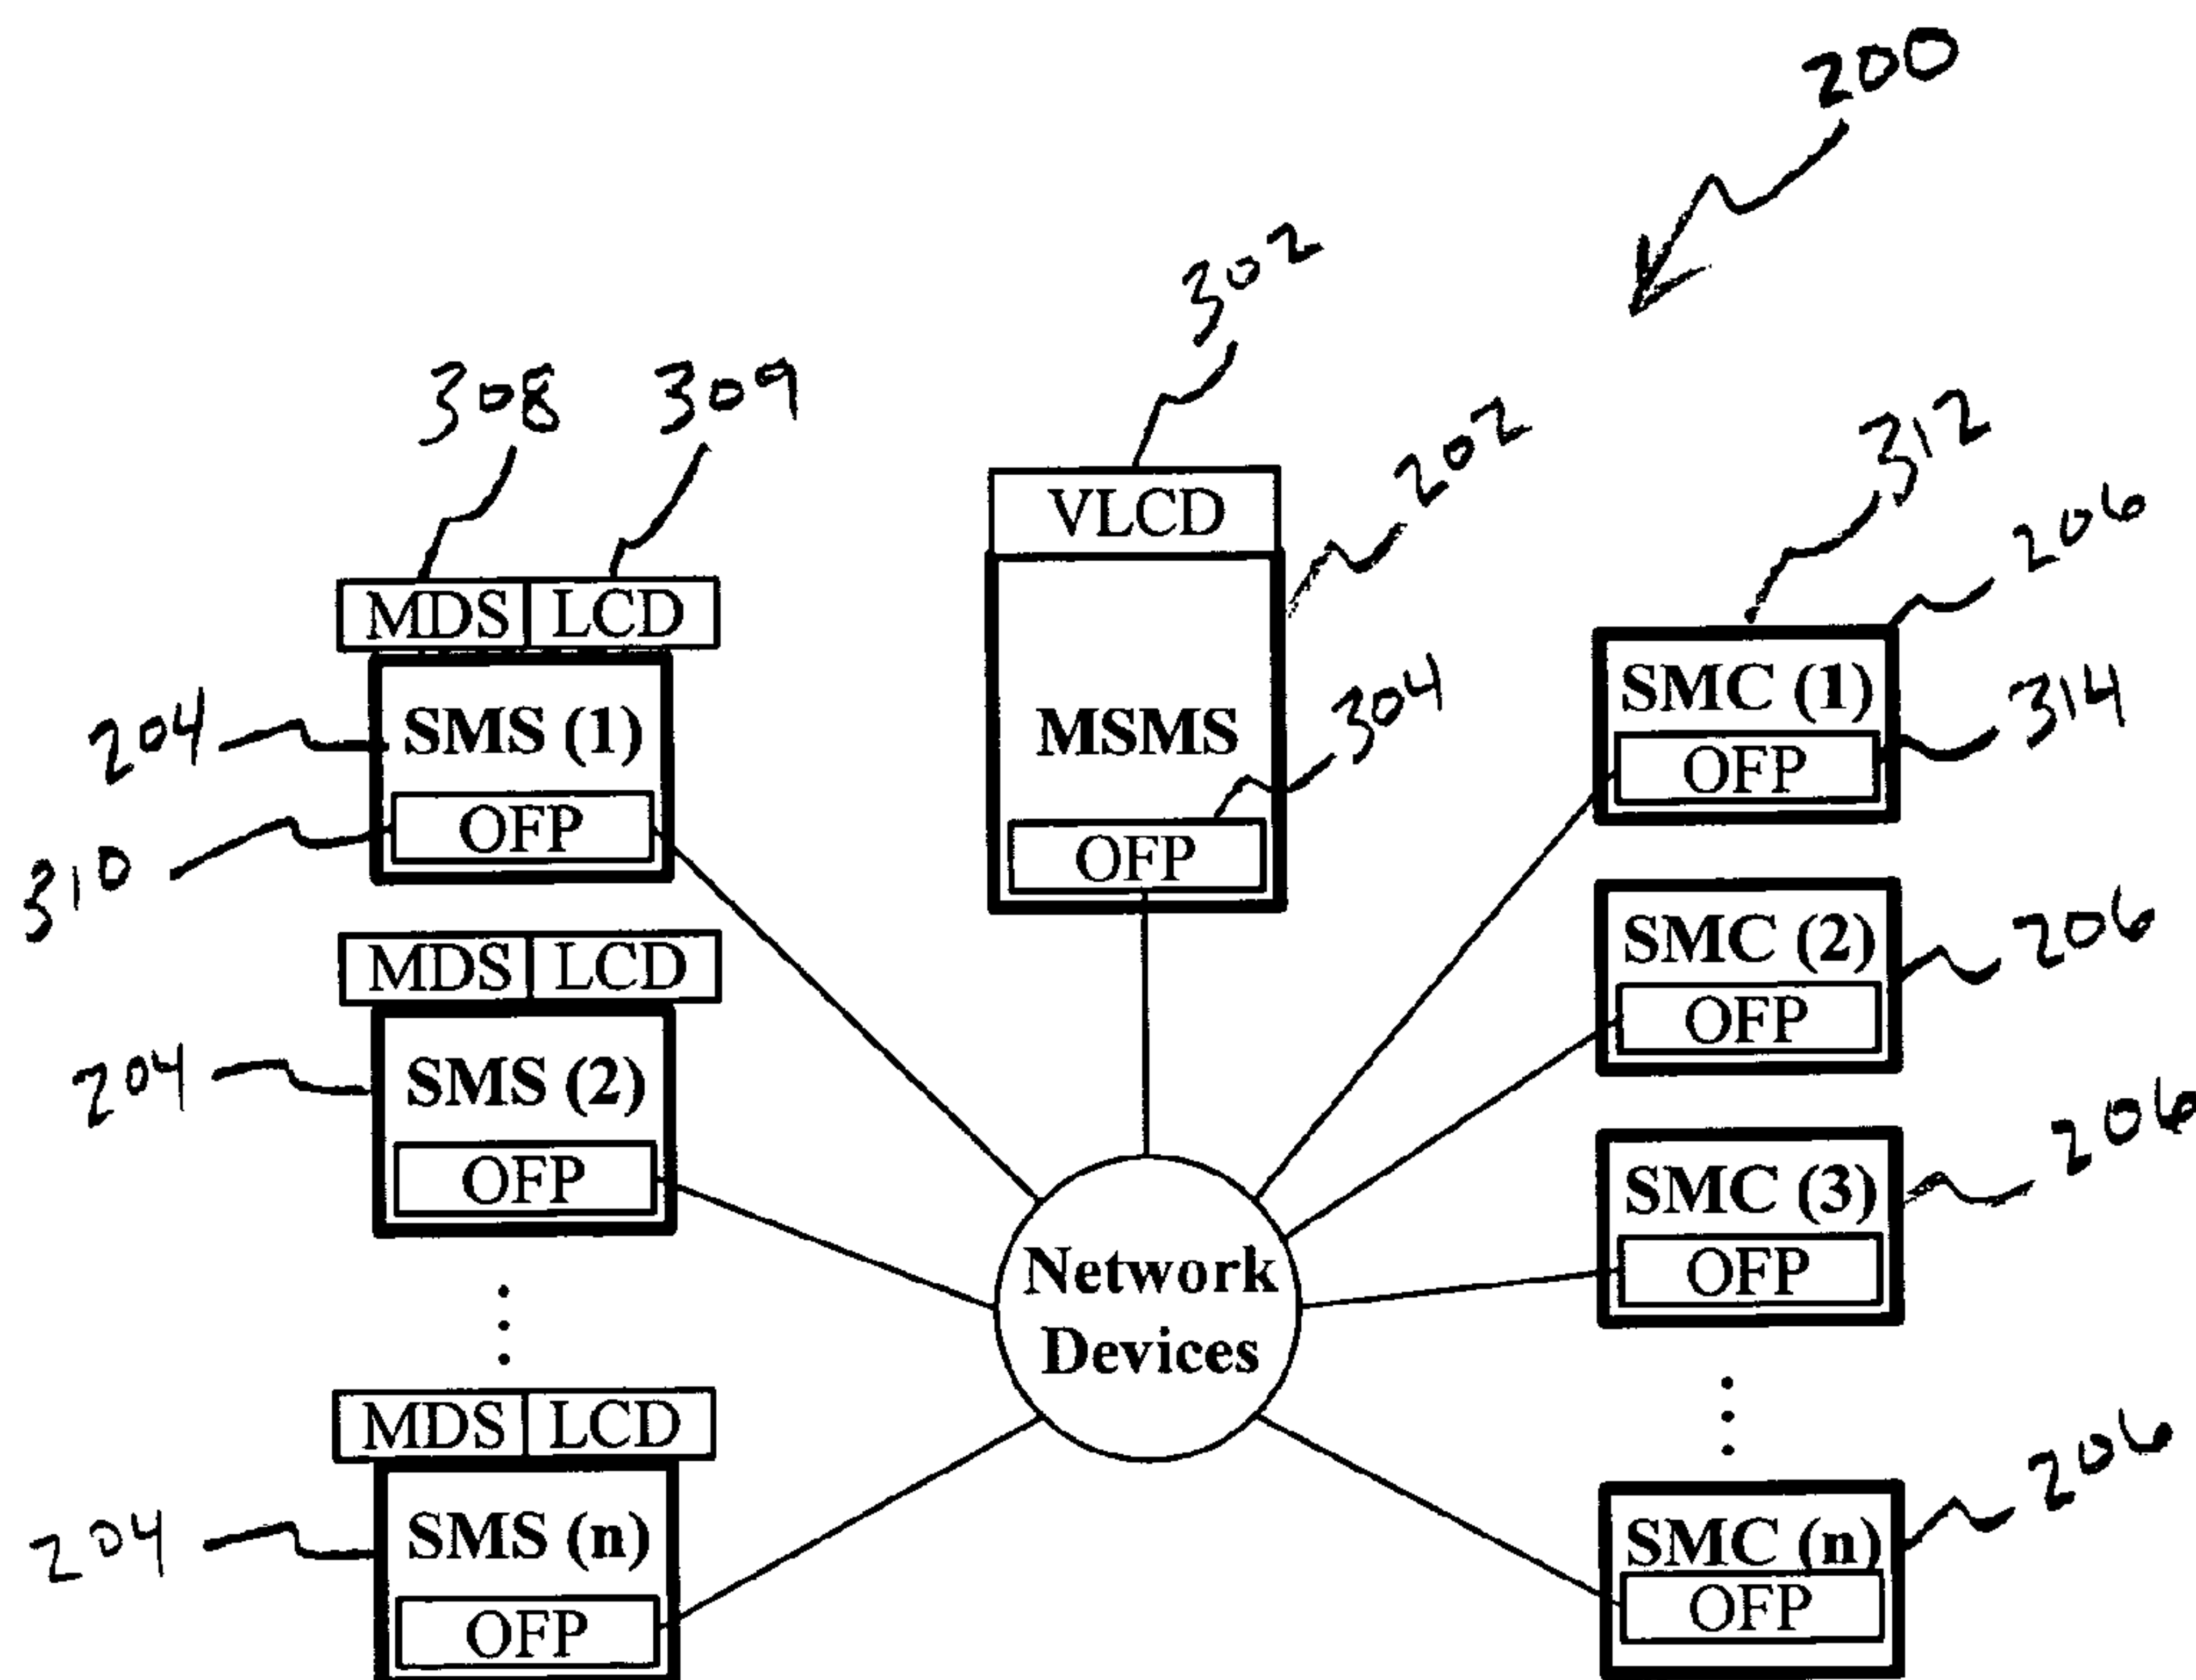 200
302
308 309
202
312
206
VLCD
MDS LCD
MSMS
304
204
SMS (1)
OFP
310
OFP
SMC (1)
314
OFP
SMC (2)
206
OFP
MDS LCD
204
SMS (2)
OFP
206
SMC (3)
OFP
Network
Devices
MDS LCD
204
SMS (n)
OFP
206
SMC (n)
OFP